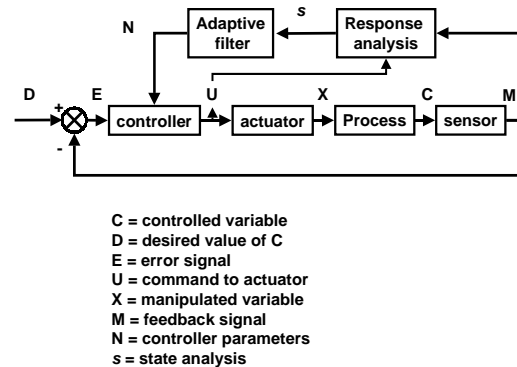 s
N
Adaptive
filter
Response
analysis
D
+
E
controller
U
actuator
X
Process
C
sensor
M
-
C = controlled variable
D = desired value of C
E = error signal
U = command to actuator
X = manipulated variable
M = feedback signal
N = controller parameters
s = state analysis